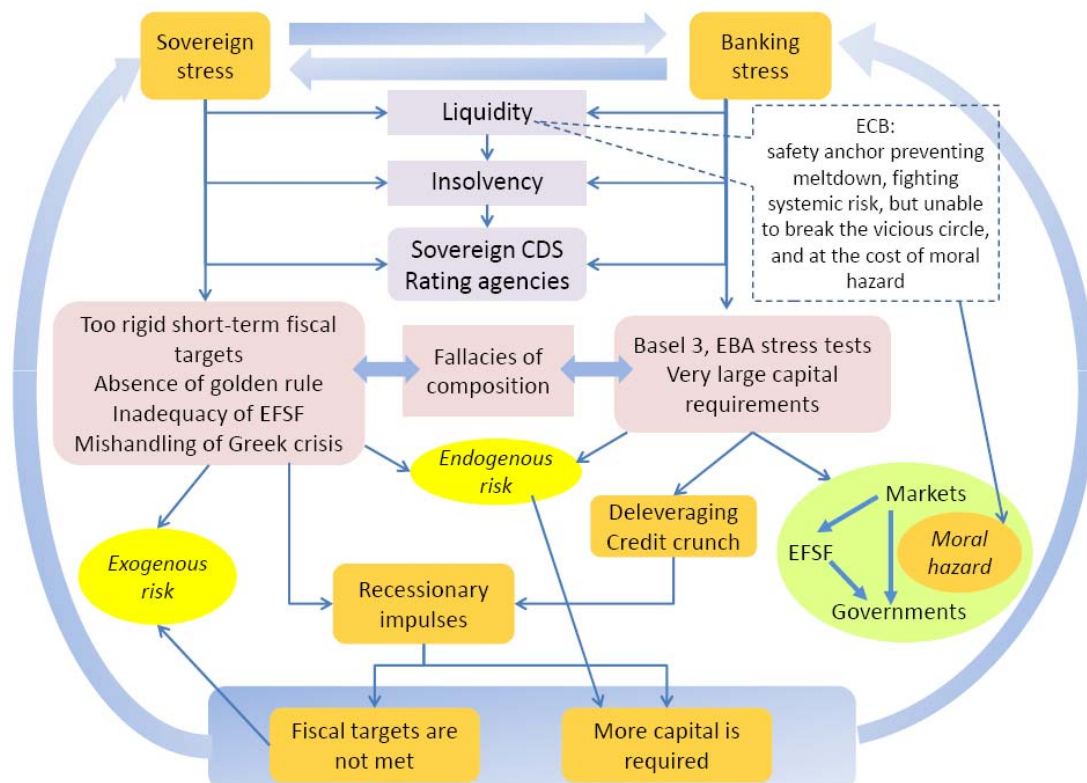 Sovereign
stress
Banking
stress
Liquidity
Insolvency
Sovereign CDS
Rating agencies
ECB:
safety anchor preventing
meltdown, fighting
systemic risk, but unable
to break the vicious circle,
and at the cost of moral
hazard
Too rigid short-term fiscal
targets
Absence of golden rule
Inadequacy of EFSF
Mishandling of Greek crisis
Fallacies of
composition
Basel 3, EBA stress tests
Very large capital
requirements
Endogenous
risk
Exogenous
risk
Deleveraging
Credit crunch
Markets
EFSF
Moral
hazard
Governments
Recessionary
impulses
Fiscal targets are
not met
More capital is
required